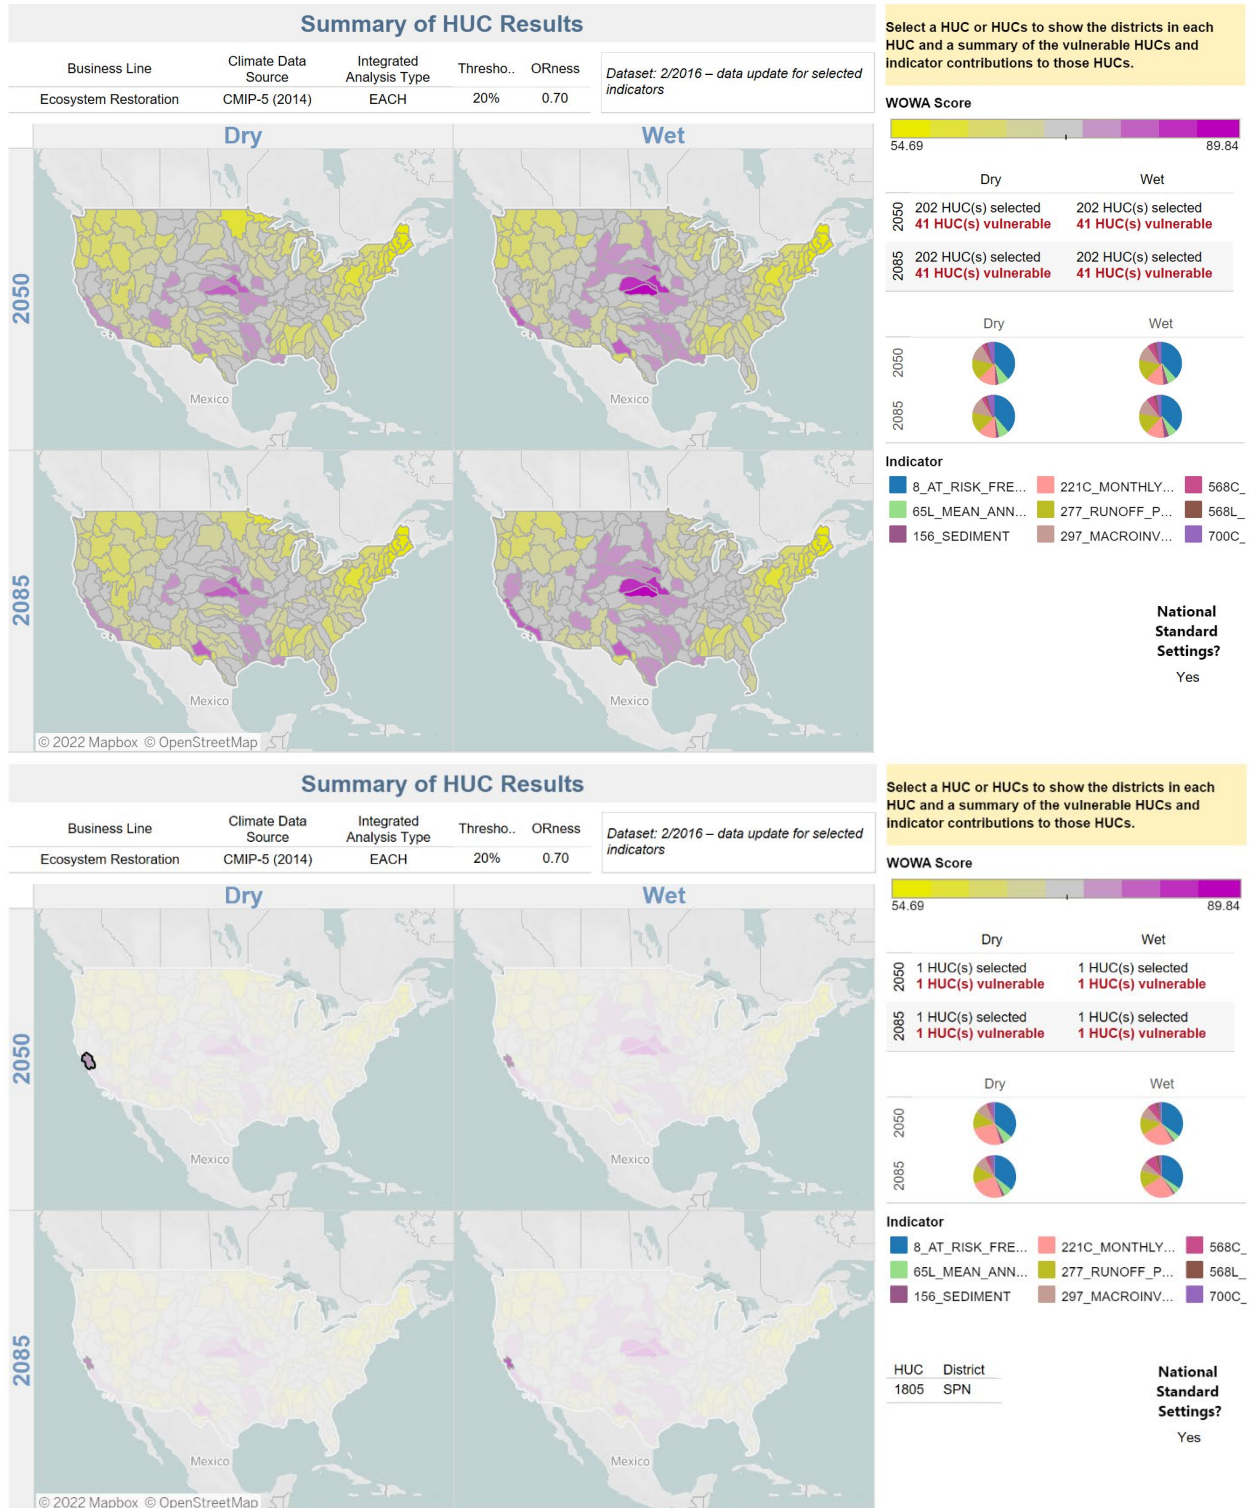 Summary of HUC Results
Business Line
Climate Data
Source
Integrated
Analysis Type
Thresho..
ORness
Ecosystem Restoration
CMIP-5 (2014)
EACH
20%
0.70
Dataset: 2/2016 – data update for selected
indicators
Select a HUC or HUCs to show the districts in each
HUC and a summary of the vulnerable HUCs and
indicator contributions to those HUCs.
WOWA Score
54.69
89.84
Dry
Wet
2050
2085
Mexico
Mexico
Mexico
Mexico
© 2022 Mapbox © OpenStreetMap
Dry
Wet
2050
202 HUC(s) selected
41 HUC(s) vulnerable
202 HUC(s) selected
41 HUC(s) vulnerable
2085
202 HUC(s) selected
41 HUC(s) vulnerable
202 HUC(s) selected
41 HUC(s) vulnerable
Dry
Wet
2050
2085
Indicator
8_AT_RISK_FRE...
221C_MONTHLY...
568C_
65L_MEAN_ANN...
277_RUNOFF_P...
568L_
156_SEDIMENT
297_MACROINV...
700C_
National
Standard
Settings?
Yes
Summary of HUC Results
Business Line
Climate Data
Source
Integrated
Analysis Type
Thresho..
ORness
Ecosystem Restoration
CMIP-5 (2014)
EACH
20%
0.70
Dataset: 2/2016 – data update for selected
indicators
Select a HUC or HUCs to show the districts in each
HUC and a summary of the vulnerable HUCs and
indicator contributions to those HUCs.
WOWA Score
54.69
89.84
Dry
Wet
2050
2085
Mexico
Mexico
Mexico
Mexico
© 2022 Mapbox © OpenStreetMap
Dry
Wet
2050
1 HUC(s) selected
1 HUC(s) vulnerable
1 HUC(s) selected
1 HUC(s) vulnerable
2085
1 HUC(s) selected
1 HUC(s) vulnerable
1 HUC(s) selected
1 HUC(s) vulnerable
Dry
Wet
2050
2085
Indicator
8_AT_RISK_FRE...
221C_MONTHLY...
568C_
65L_MEAN_ANN...
277_RUNOFF_P...
568L_
156_SEDIMENT
297_MACROINV...
700C_
HUC
District
1805
SPN
National
Standard
Settings?
Yes